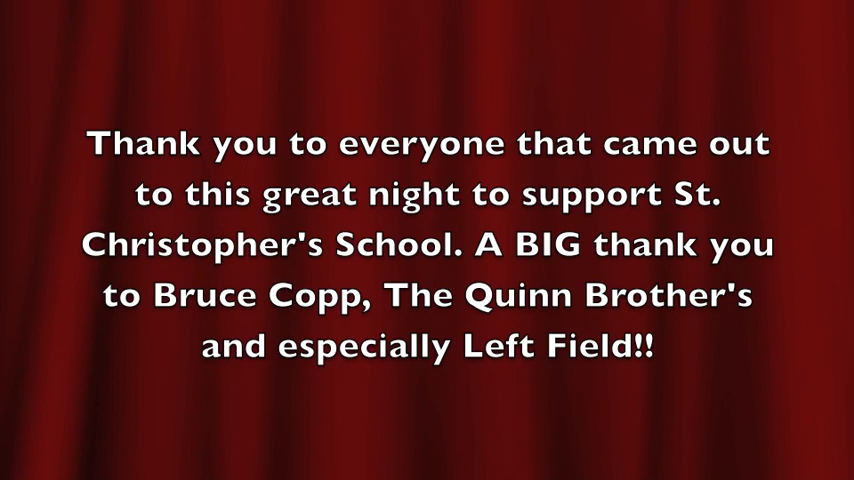 Thank you to everyone that came out
to this great night to support St.
Christopher's School. A BIG thank you
to Bruce Copp, The Quinn Brother's
and especially Left Field!!